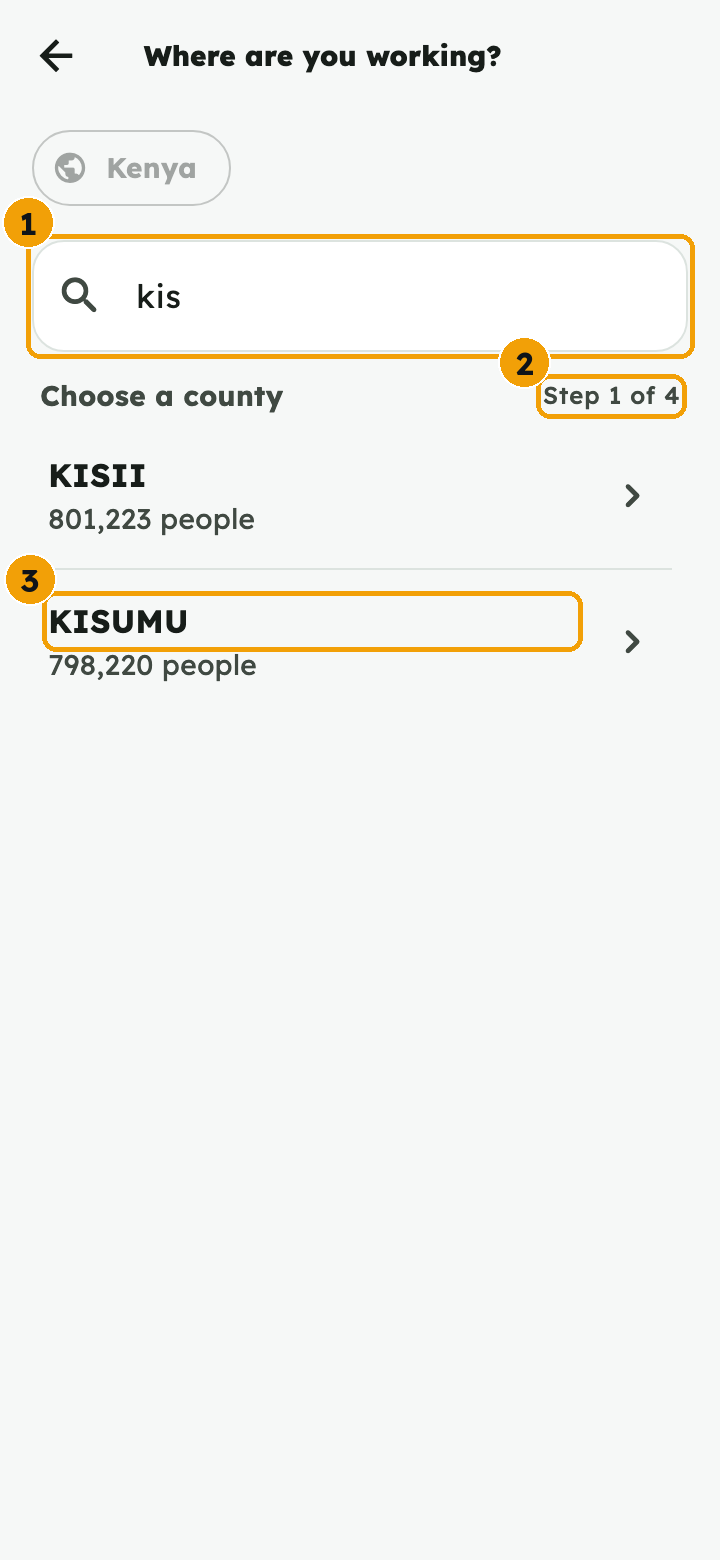 Where are you working?
Kenya
1
kis
2
Choose a county
Step 1 of 4
KISII
801,223 people
3
KISUMU
798,220 people